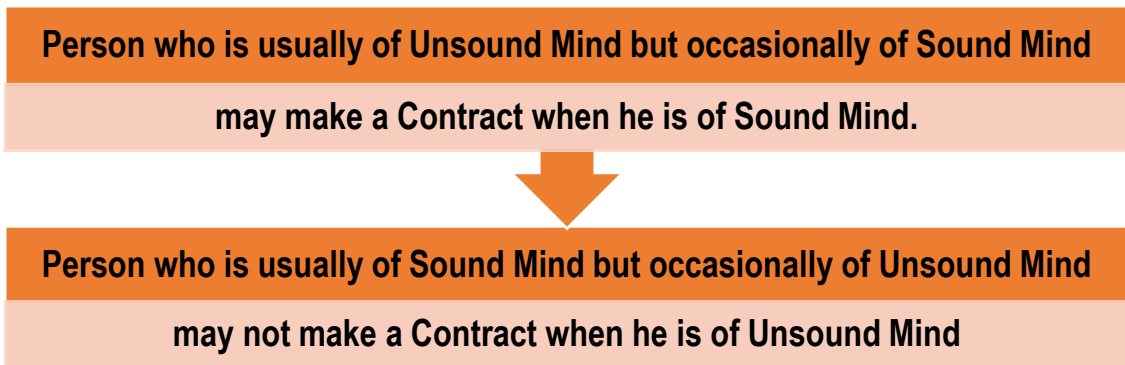 Person who is usually of Unsound Mind but occasionally of Sound Mind
may make a Contract when he is of Sound Mind.
Person who is usually of Sound Mind but occasionally of Unsound Mind
may not make a Contract when he is of Unsound Mind